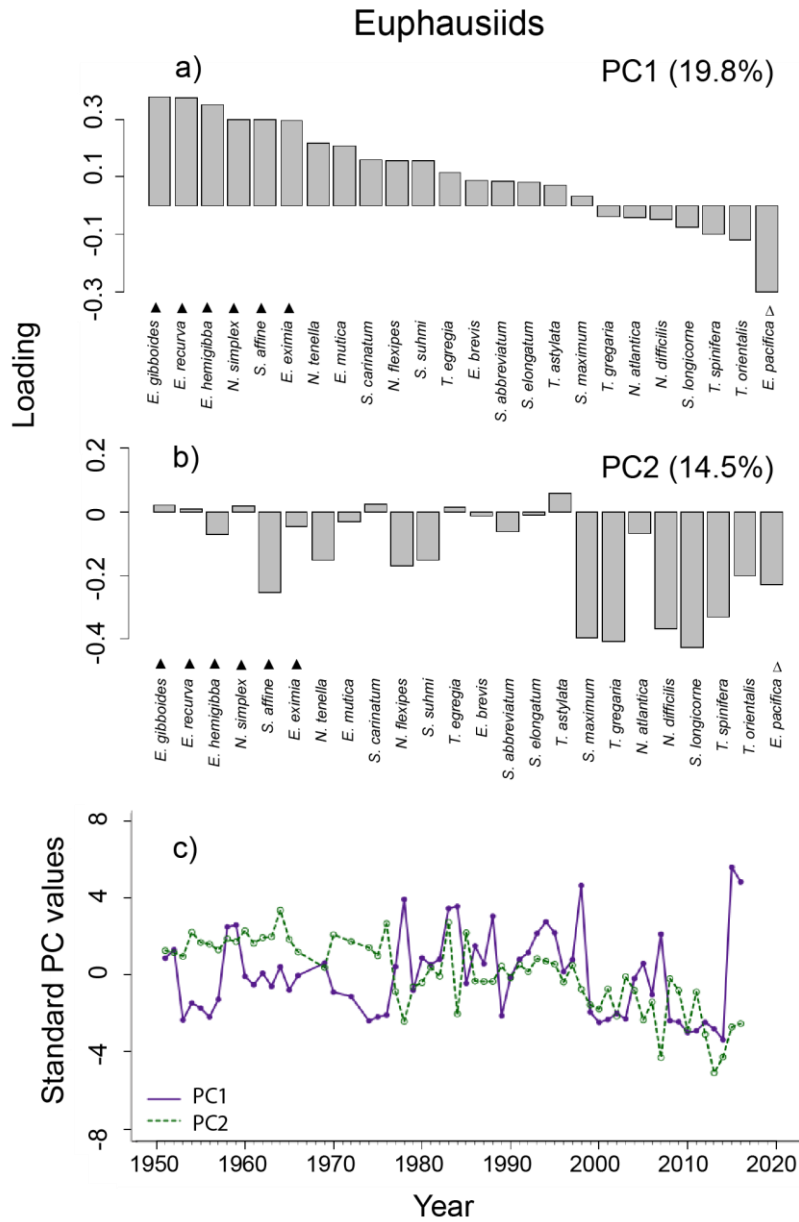 Euphausiids
a)
PC1 (19.8%)
Loading
0.3
0.1
-0.1
-0.3
E. gibboides
E. recurva
E. hemigibba
N. simplex
S. affine
E. eximia
N. tenella
E. mutica
S. carinatum
N. flexipes
S. suhmi
T. egregia
E. brevis
S. abbreviatum
S. elongatum
T. astylata
S. maximum
T. gregaria
N. atlantica
N. difficilis
S. longicorne
T. spinifera
T. orientalis
E. pacifica
b)
PC2 (14.5%)
0.2
0
-0.2
-0.4
E. gibboides
E. recurva
E. hemigibba
N. simplex
S. affine
E. eximia
N. tenella
E. mutica
S. carinatum
N. flexipes
S. suhmi
T. egregia
E. brevis
S. abbreviatum
S. elongatum
T. astylata
S. maximum
T. gregaria
N. atlantica
N. difficilis
S. longicorne
T. spinifera
T. orientalis
E. pacifica
c)
Standard PC values
8
4
0
-4
-8
PC1
PC2
1950 1960 1970 1980 1990 2000 2010 2020
Year